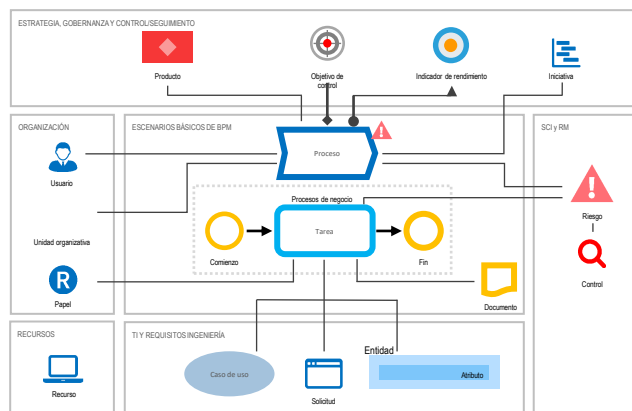 ESTRATEGIA, GOBERNANZA Y CONTROL/SEGUIMIENTO
Producto
Objetivo de
control
Indicador de rendimiento
Iniciativa
ORGANIZACIÓN
Usuario
Unidad organizativa
R
Papel
ESCENARIOS BÁSICOS DE BPM
Proceso
Procesos de negocio
Comienzo
Tarea
Fin
Documento
SCI y RM
Riesgo
Control
RECURSOS
Recurso
TI Y REQUISITOS INGENIERÍA
Caso de uso
Solicitud
Entidad
Atributo